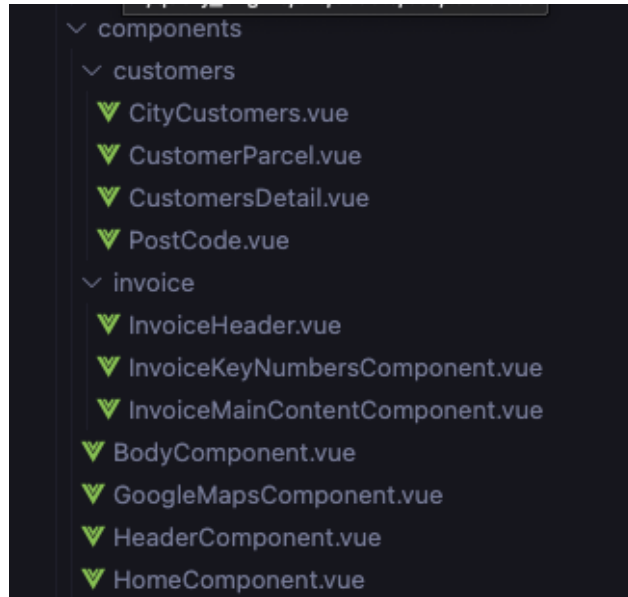 components
customers
CityCustomers.vue
CustomerParcel.vue
CustomersDetail.vue
PostCode.vue
invoice
InvoiceHeader.vue
InvoiceKeyNumbersComponent.vue
InvoiceMainContentComponent.vue
BodyComponent.vue
GoogleMapsComponent.vue
HeaderComponent.vue
HomeComponent.vue